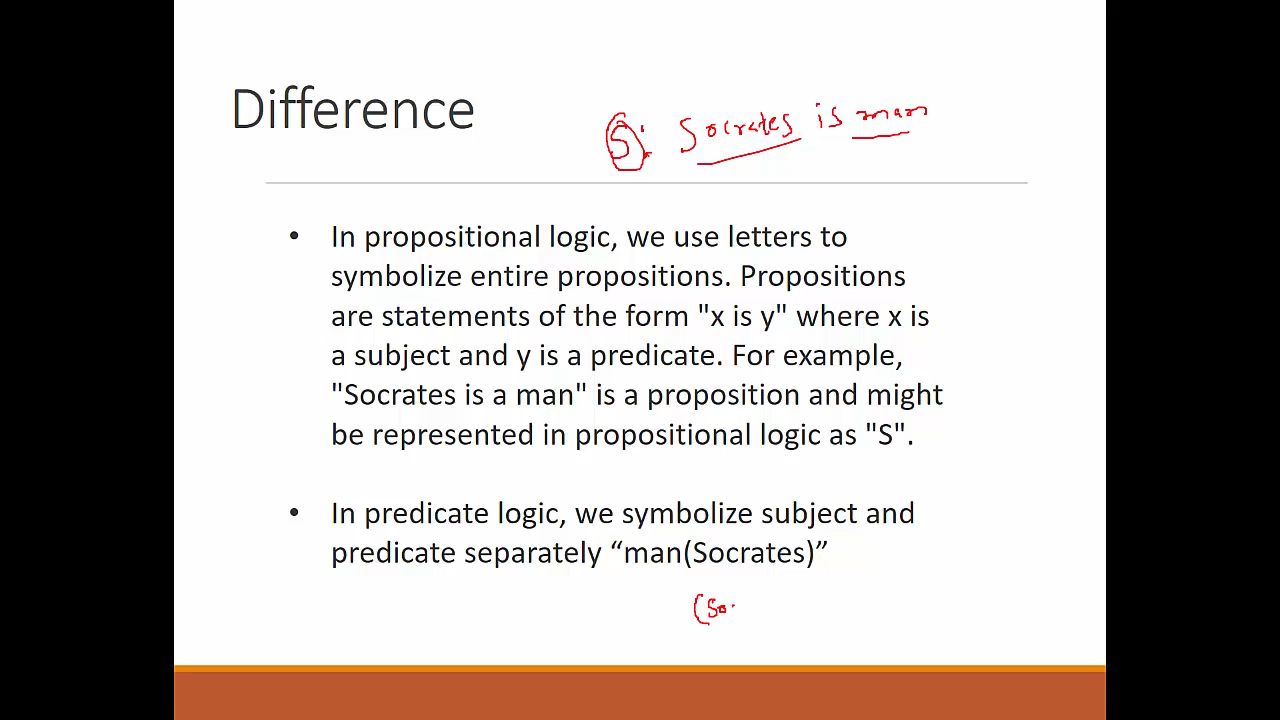 Difference
S: Socrates is man
• In propositional logic, we use letters to
symbolize entire propositions. Propositions
are statements of the form "x is y" where x is
a subject and y is a predicate. For example,
"Socrates is a man" is a proposition and might
be represented in propositional logic as "S".
• In predicate logic, we symbolize subject and
predicate separately “man(Socrates)”
(So